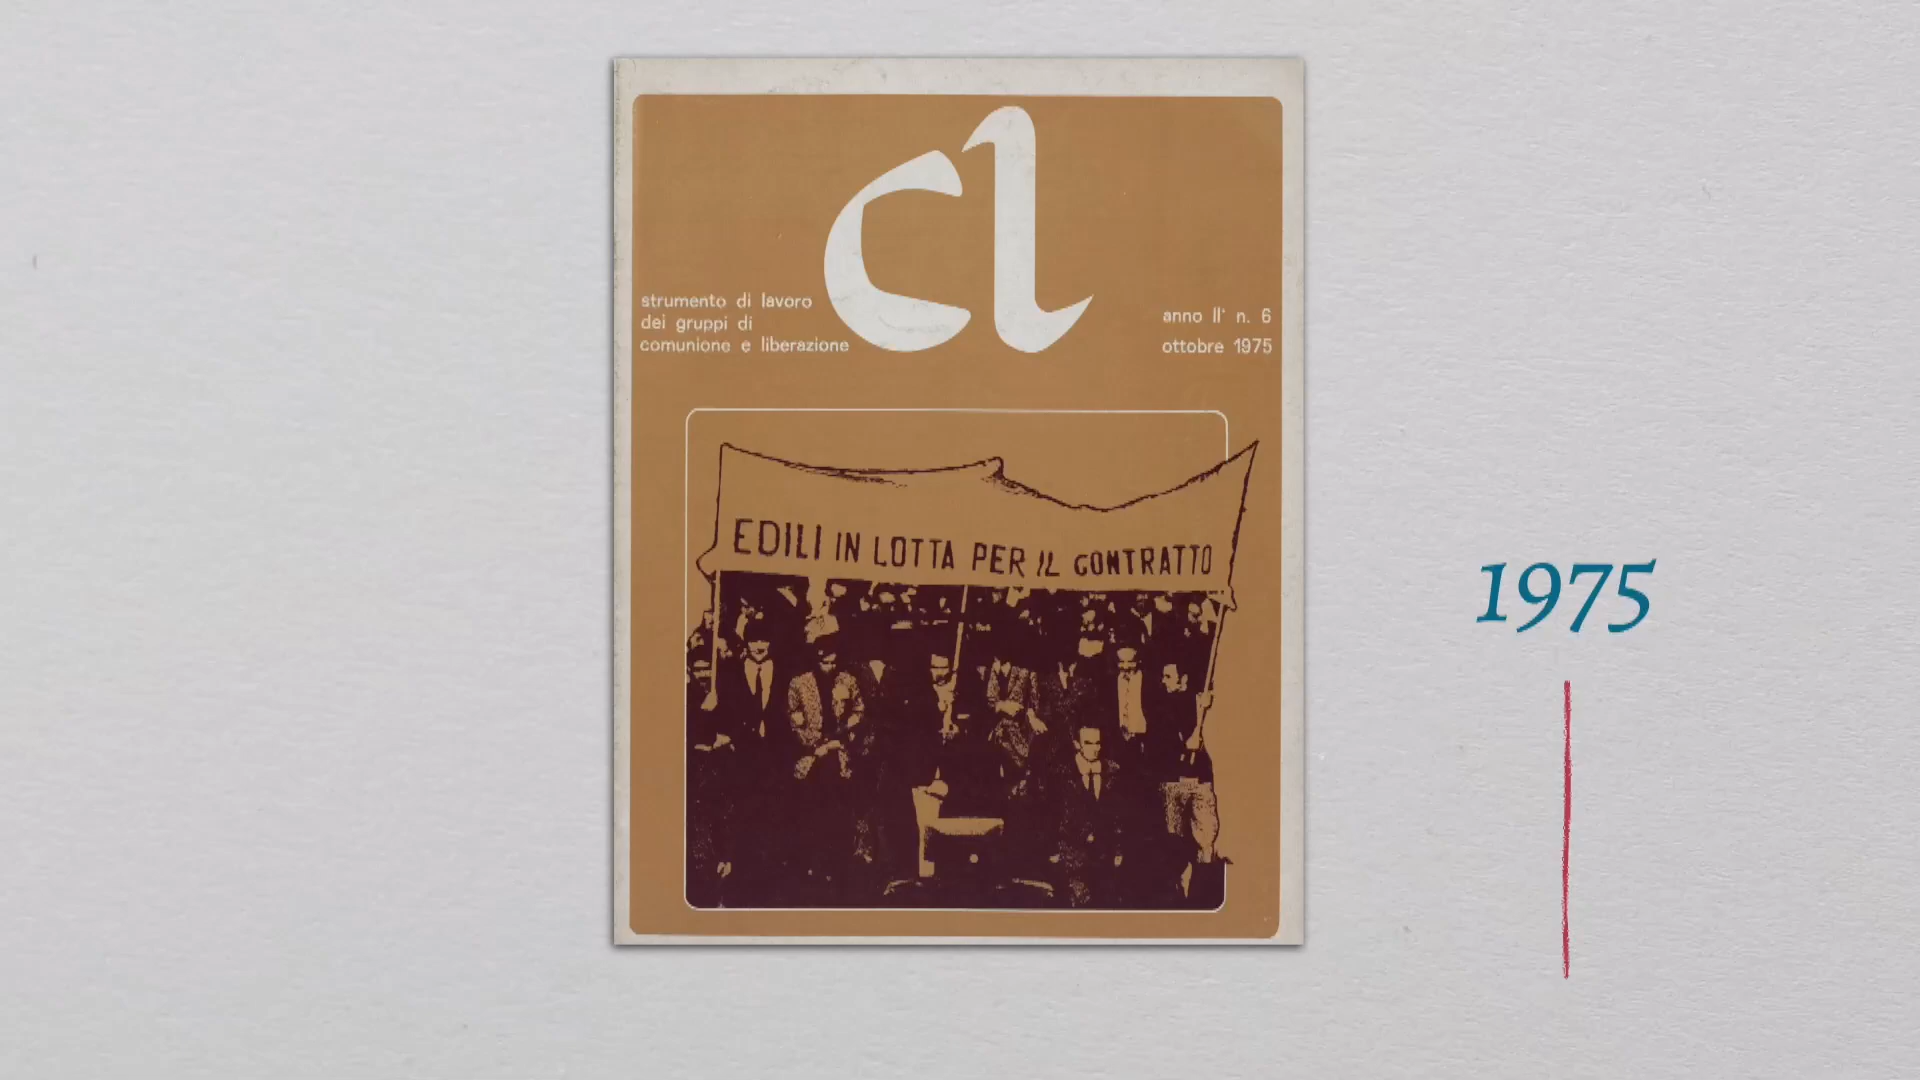 cl
strumento di lavoro
dei gruppi di
comunione e liberazione
anno II° n. 6
ottobre 1975
EDILI IN LOTTA PER IL CONTRATTO
1975